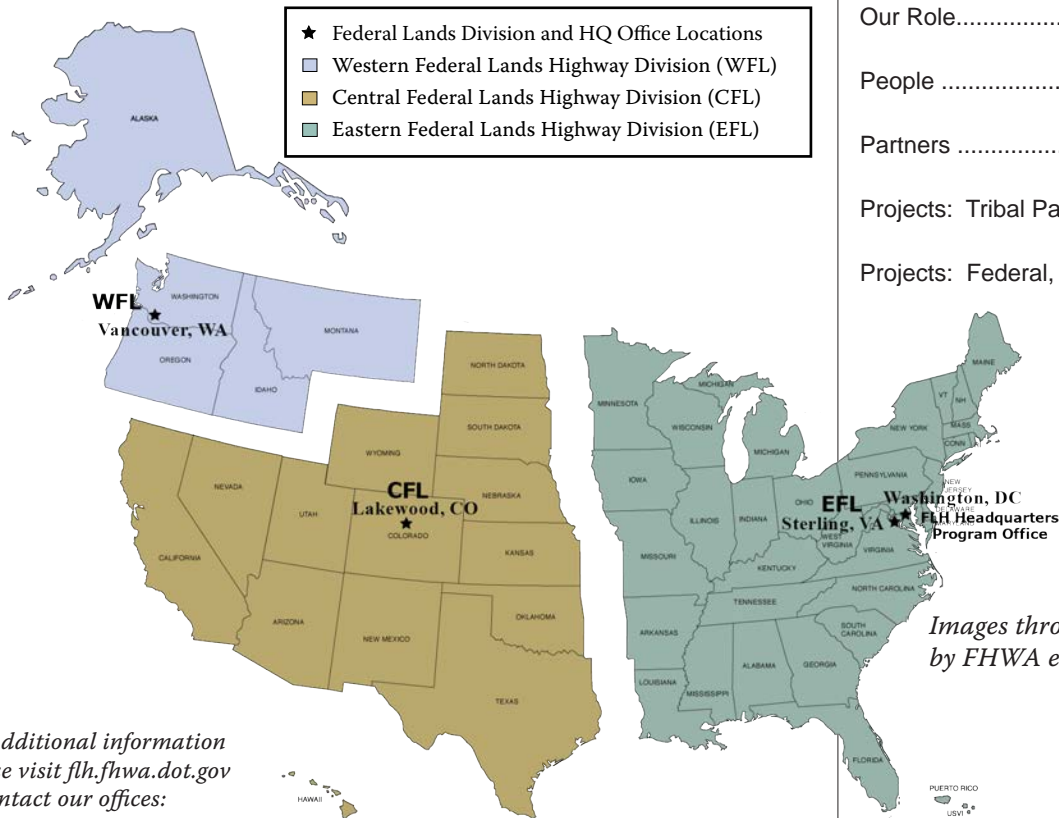 Federal Lands Division and HQ Office Locations
Western Federal Lands Highway Division (WFL)
Central Federal Lands Highway Division (CFL)
Eastern Federal Lands Highway Division (EFL)
ALASKA
WFL
Vancouver, WA
WASHINGTON
OREGON
IDAHO
MONTANA
NORTH DAKOTA
SOUTH DAKOTA
WYOMING
NEBRASKA
CFL
Lakewood, CO
COLORADO
NEVADA
UTAH
CALIFORNIA
KANSAS
ARIZONA
NEW MEXICO
OKLAHOMA
TEXAS
HAWAII
MINNESOTA
WISCONSIN
MICHIGAN
MICHIGAN
IOWA
ILLINOIS
INDIANA
OHIO
MISSOURI
KENTUCKY
TENNESSEE
ARKANSAS
LOUISIANA
MISSISSIPPI
ALABAMA
GEORGIA
FLORIDA
SOUTH
CAROLINA
NORTH CAROLINA
VIRGINIA
WEST
VIRGINIA
PENNSYLVANIA
NEW YORK
VT
NH
MAINE
MASS
CONN
NEW
JERSEY
DELAWARE
EFL
Sterling, VA
Washington, DC
FLH Headquarters
Program Office
PUERTO RICO
USVI
dditional information
e visit flh.fhwa.dot.gov
ntact our offices:
Our Role.................
People .....................
Partners ..................
Projects: Tribal Pa
Projects: Federal,
Images thro
by FHWA e